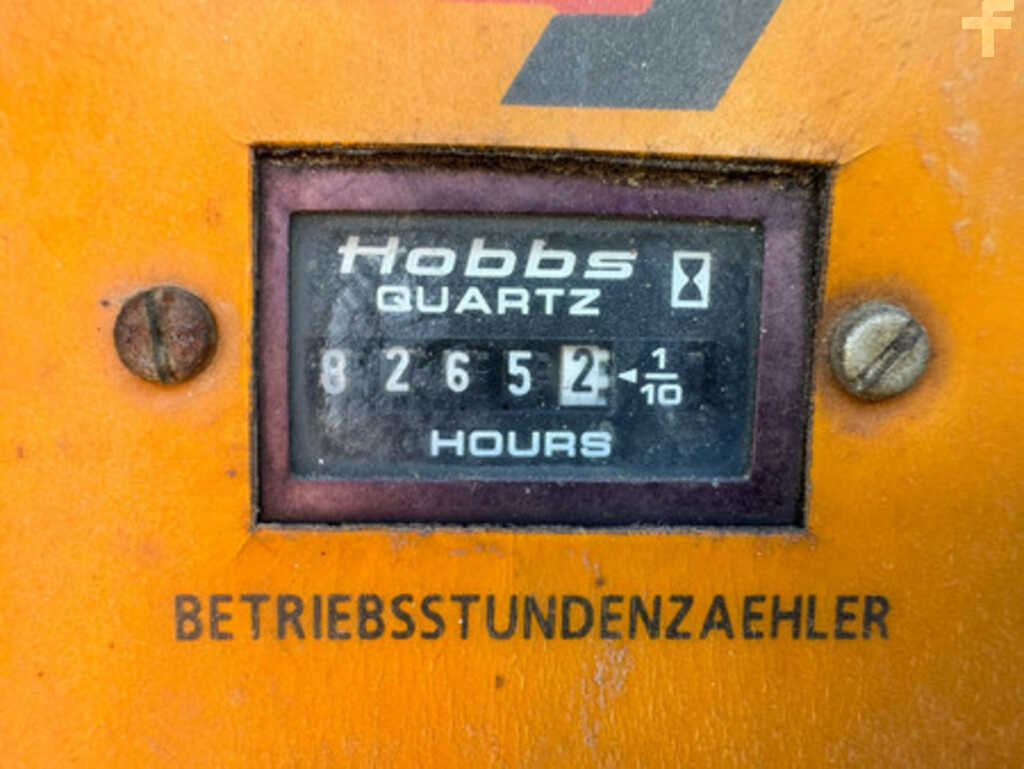 Hobbs
QUARTZ
8 2 6 5 2 1/10
HOURS
BETRIEBSSTUNDENZAEHLER